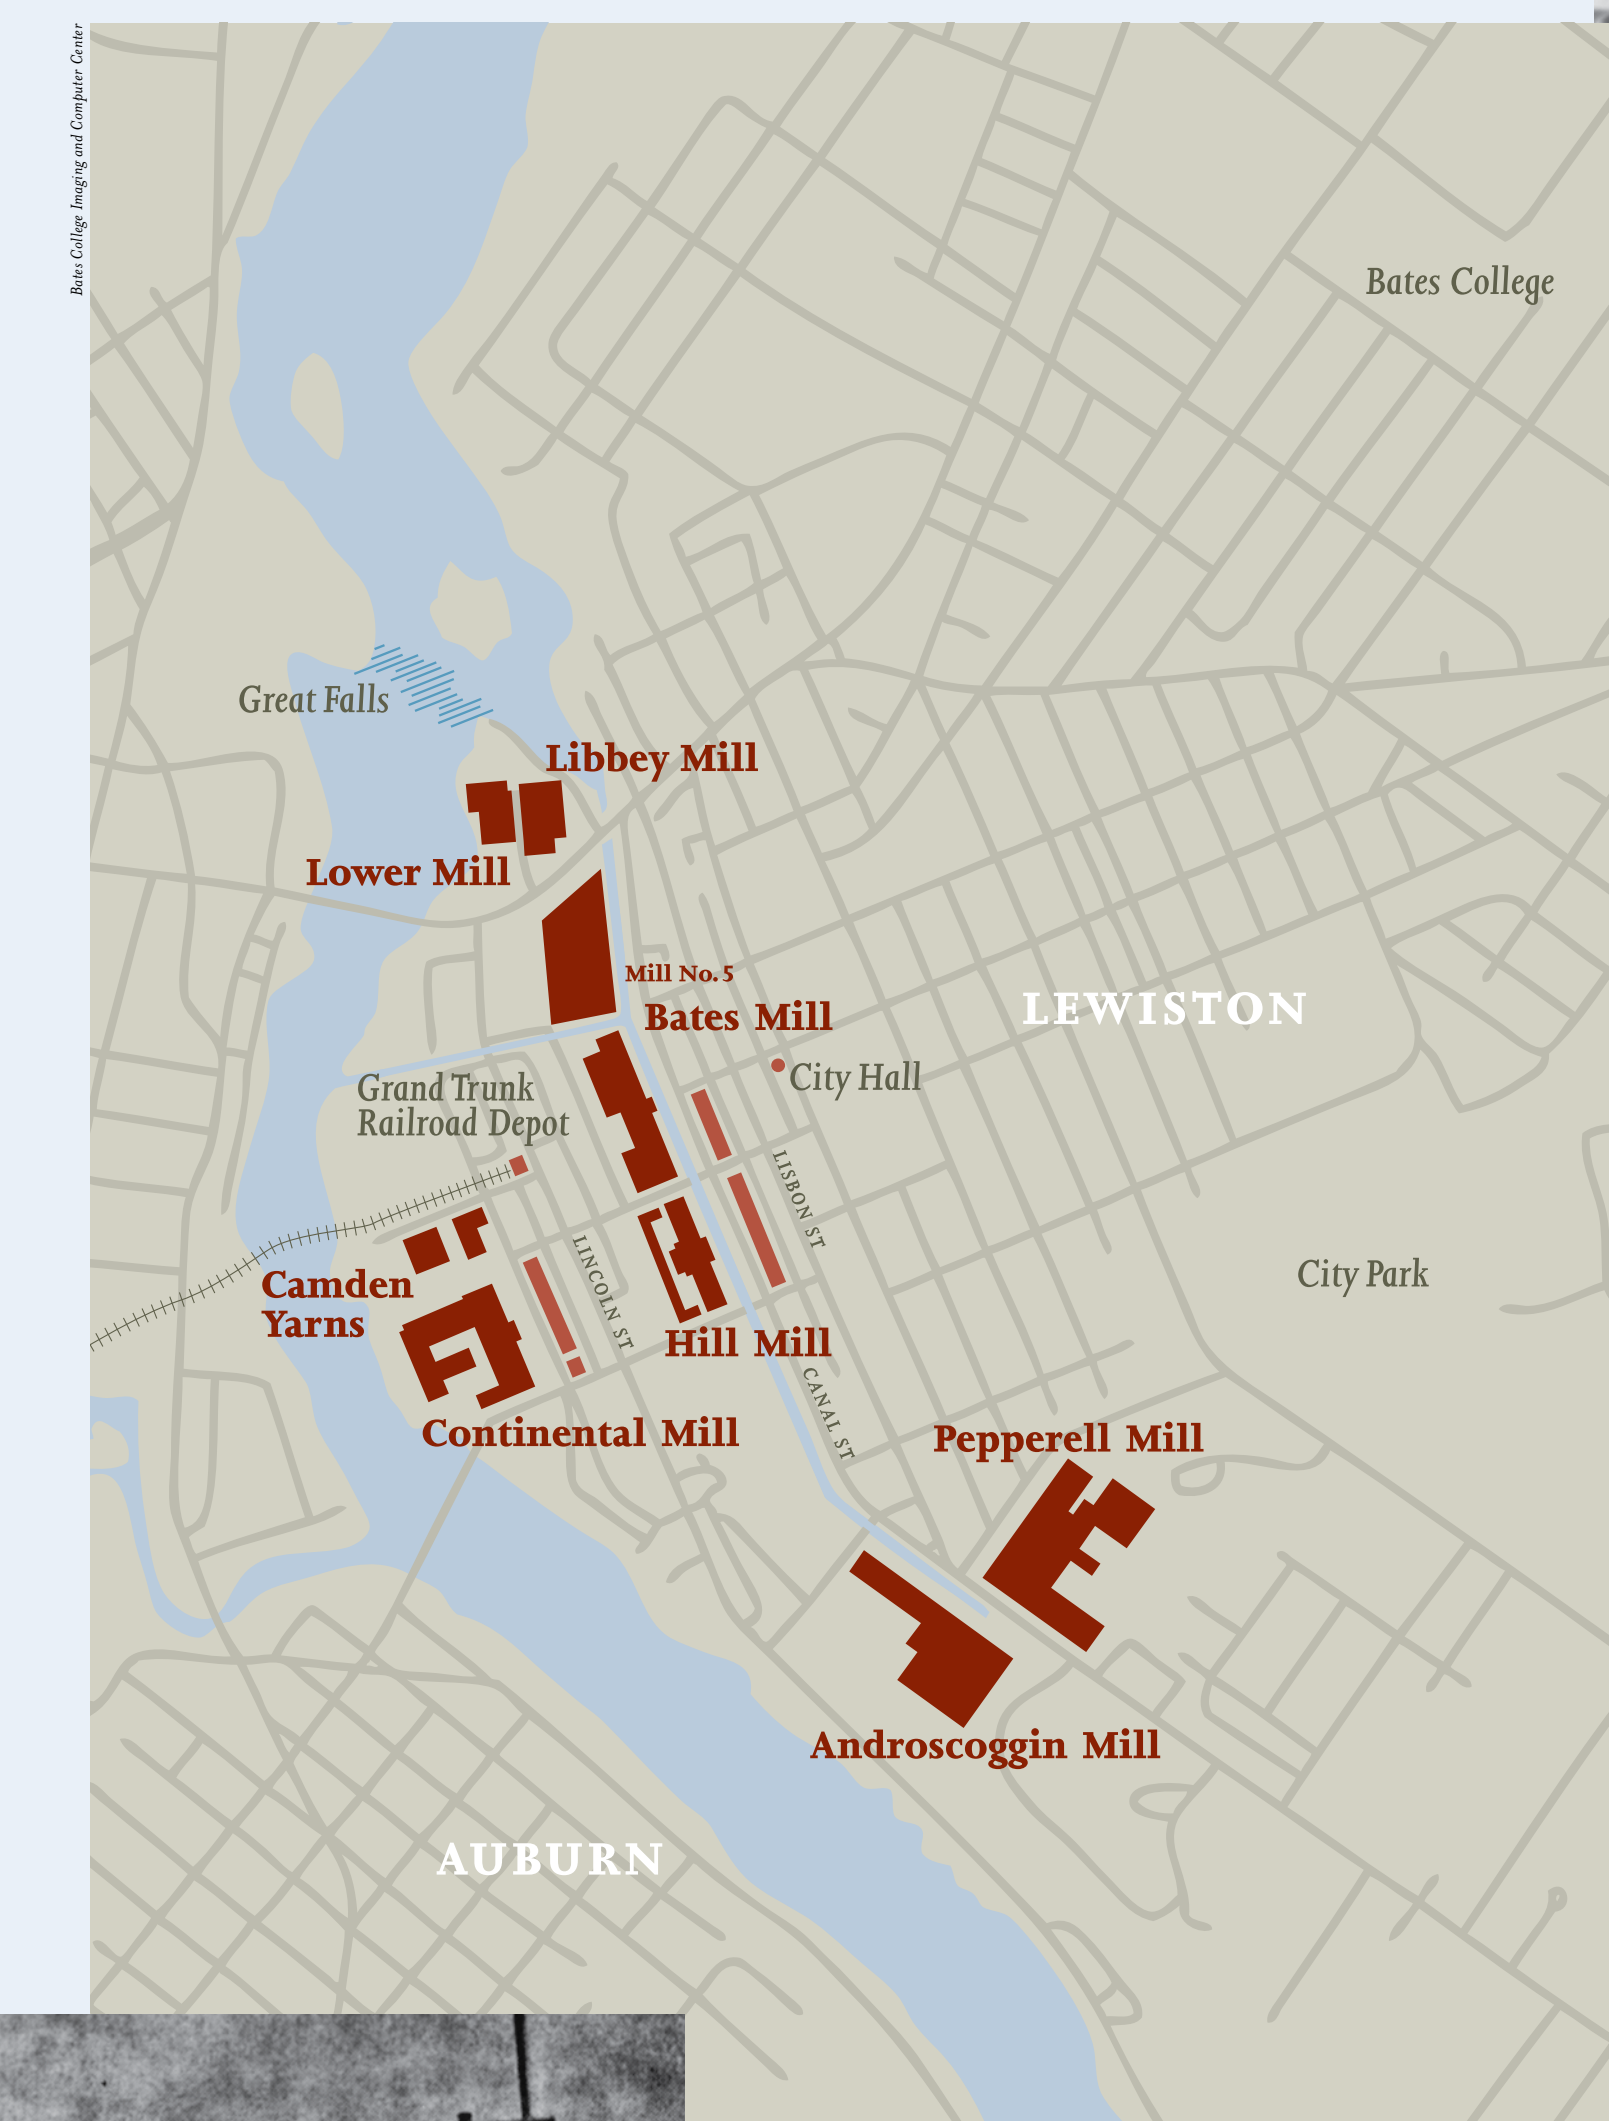 Bates College Imaging and Computer Center
Bates College
Great Falls
Libbey Mill
Lower Mill
Mill No. 5
Bates Mill
LEWISTON
City Hall
Grand Trunk
Railroad Depot
LISBON ST
LINCOLN ST
City Park
Camden
Yarns
Hill Mill
CANAL ST
Continental Mill
Pepperell Mill
Androscoggin Mill
AUBURN